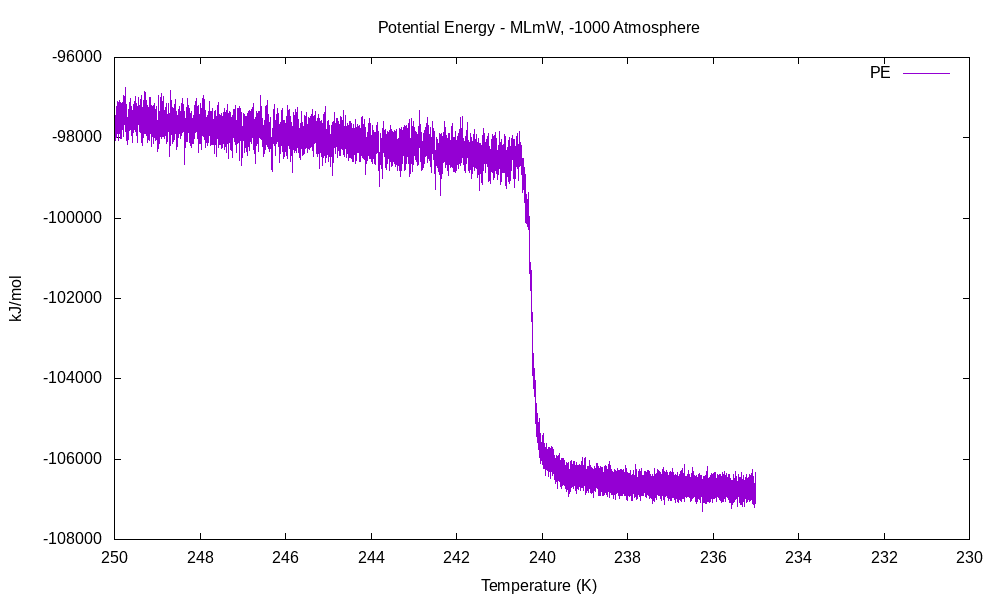 Potential Energy - MLmW, -1000 Atmosphere
PE
-96000
-98000
-100000
-102000
-104000
-106000
-108000
kJ/mol
250 248 246 244 242 240 238 236 234 232 230
Temperature (K)